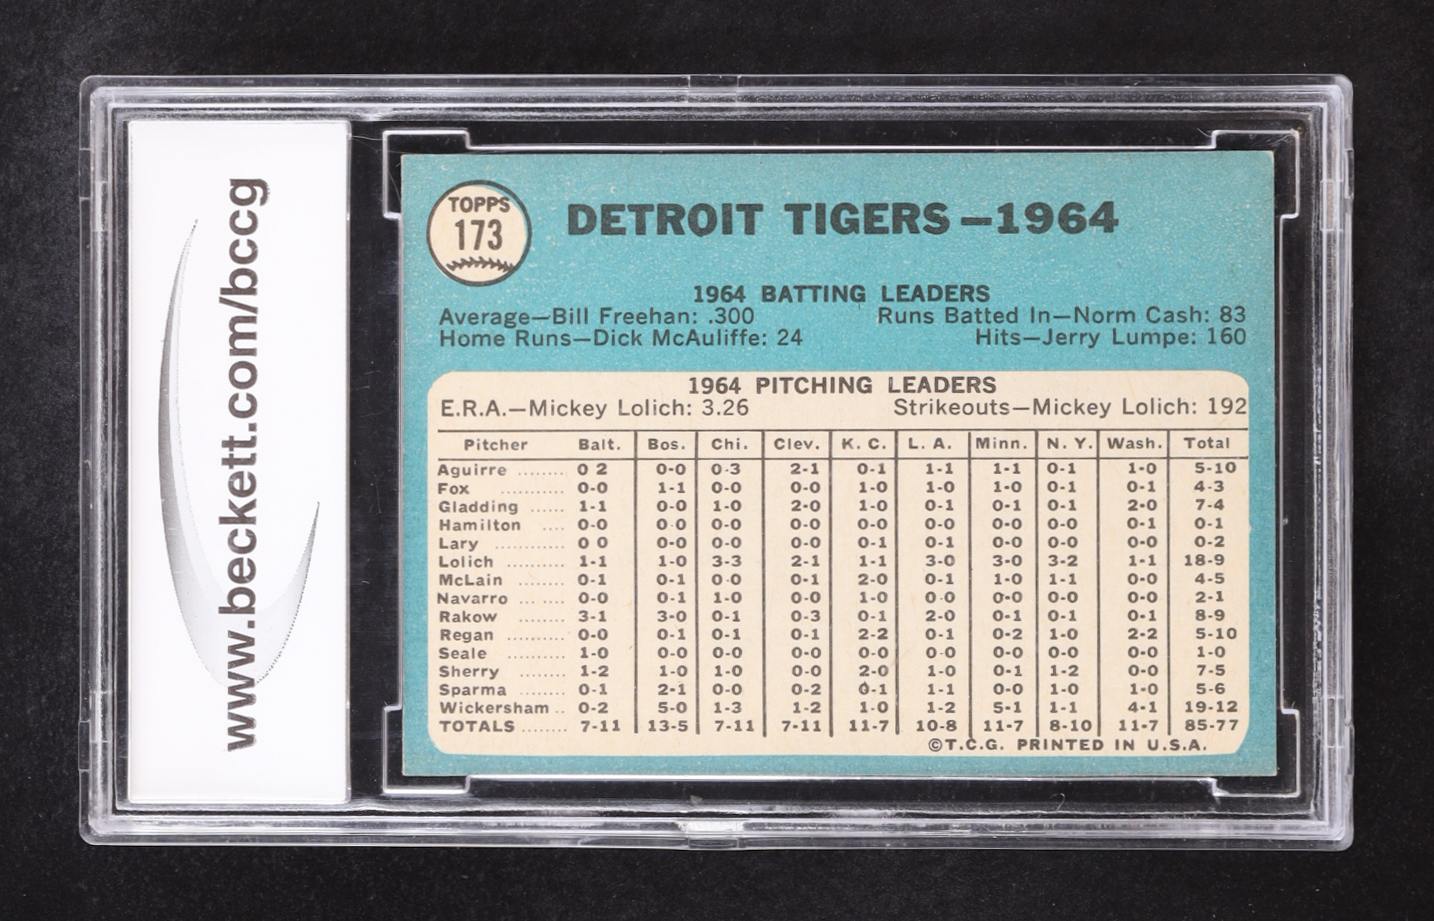 www.beckett.com/bccg
TOPPS
173
DETROIT TIGERS—1964
1964 BATTING LEADERS
Average—Bill Freehan: .300 Runs Batted In—Norm Cash: 83
Home Runs—Dick McAuliffe: 24 Hits—Jerry Lumpe: 160
1964 PITCHING LEADERS
E.R.A.—Mickey Lolich: 3.26 Strikeouts—Mickey Lolich: 192
Pitcher Balt. Bos. Chi. Clev. K. C. L. A. Minn. N. Y. Wash. Total
Aguirre ........ 0 2 0-0 0-3 2-1 0-1 1-1 1-1 0-1 1-0 5-10
Fox ........... 0-0 1-1 0-0 0-0 1-0 1-0 1-0 0-1 0-1 4-3
Gladding ...... 1-1 0-0 1-0 2-0 1-0 0-1 0-1 0-1 2-0 7-4
Hamilton .... 0-0 0-0 0-0 0-0 0-0 0-0 0-0 0-0 0-1 0-1
Lary ........... 0 0 0-0 0-0 0-0 0-1 0-1 0-0 0-0 0-0 0-2
Lolich ......... 1-1 1-0 3-3 2-1 1-1 3-0 3-0 3-2 1-1 18-9
McLain ....... 0-1 0-1 0-0 0-1 2-0 0-1 1-0 1-1 0-0 4-5
Navarro ... .... 0-0 0-1 1-0 0-0 1-0 0-0 0-0 0-0 0-0 2-1
Rakow ........ 3-1 3-0 0-1 0-3 0-1 2-0 0-1 0-1 0-1 8-9
Regan ......... 0-0 0-1 0-1 0-1 2-2 0-1 0-2 1-0 2-2 5-10
Seale .......... 1-0 0-0 0-0 0-0 0-0 0-0 0-0 0-0 0-0 1-0
Sherry ........ 1-2 1-0 1-0 0-0 2-0 1-0 0-1 1-2 0-0 7-5
Sparma ....... 0-1 2-1 0-0 0-2 0-1 1-1 0-0 1-0 1-0 5-6
Wickersham .. 0-2 5-0 1-3 1-2 1-0 1-2 5-1 1-1 4-1 19-12
TOTALS ........ 7-11 13-5 7-11 7-11 11-7 10-8 11-7 8-10 11-7 85-77
©T.C.G. PRINTED IN U.S.A.